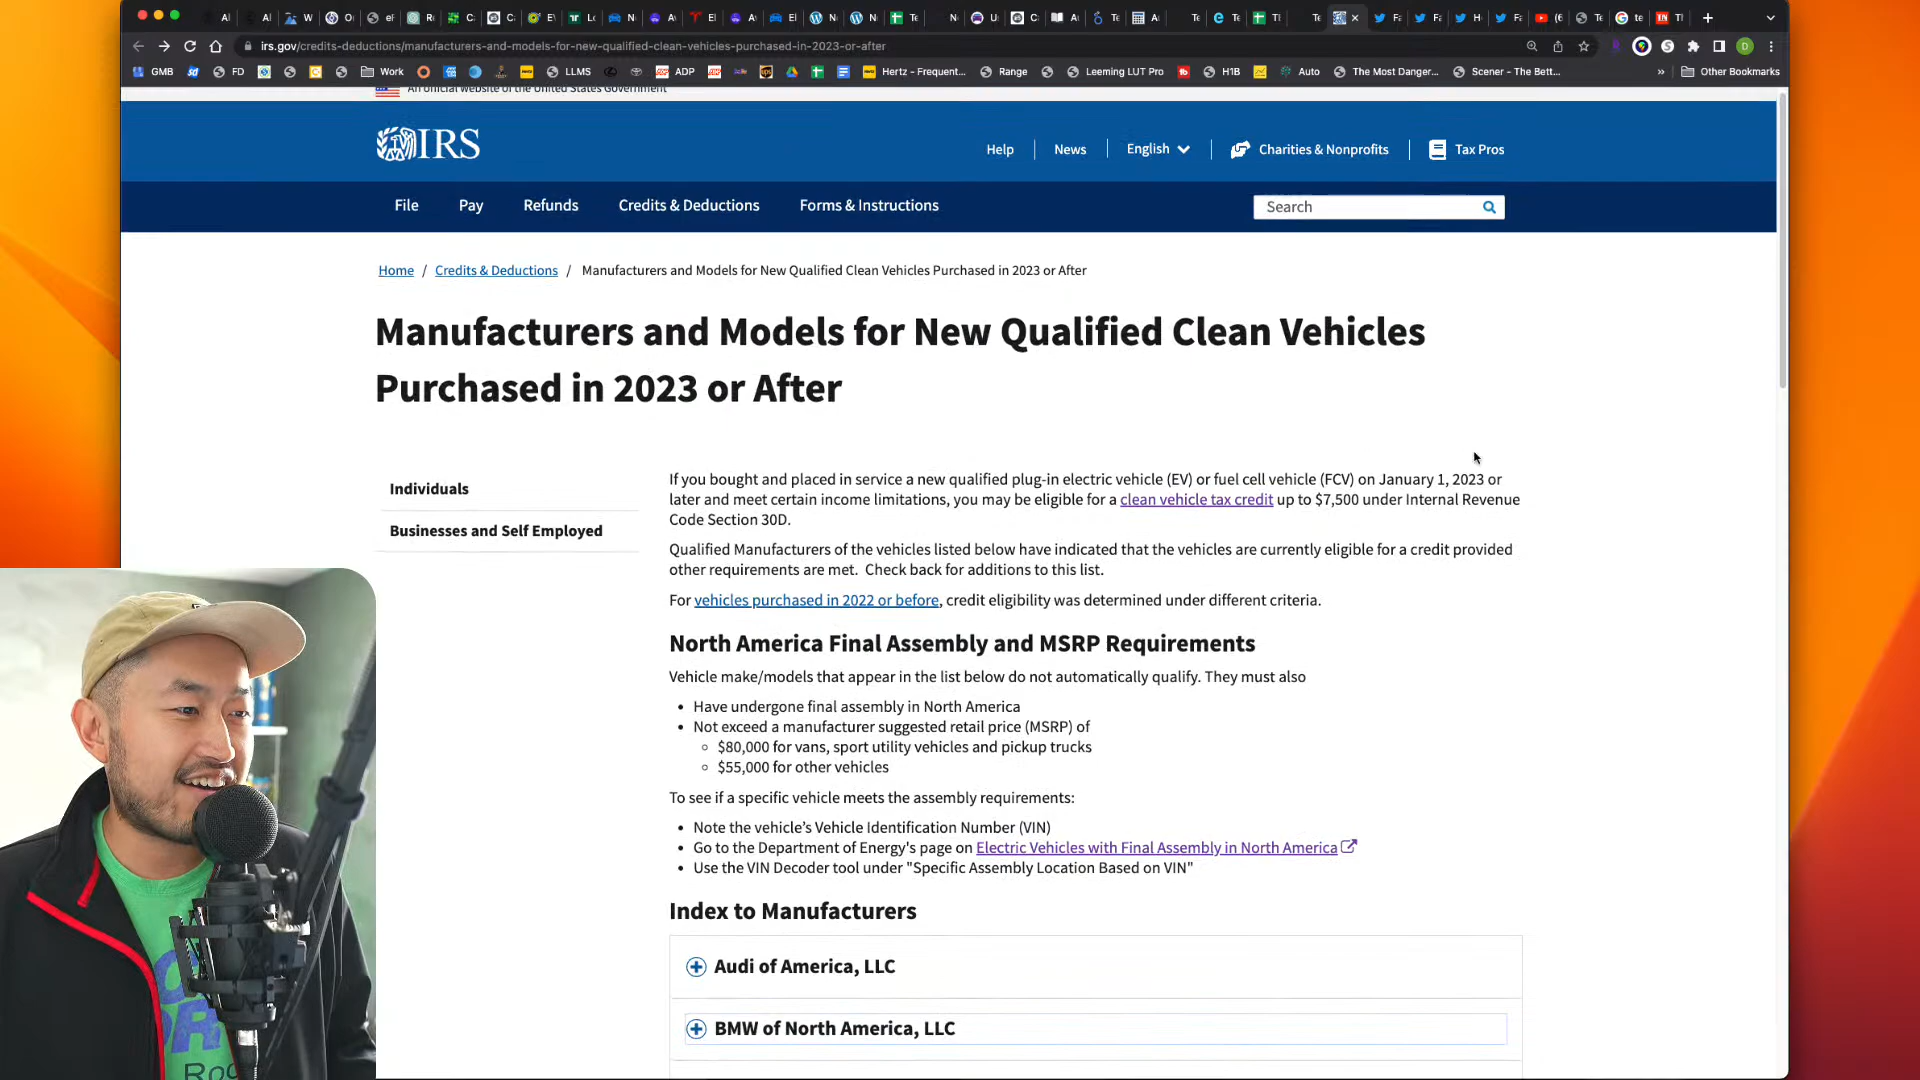 irs.gov/credits-deductions/manufacturers-and-models-for-new-qualified-clean-vehicles-purchased-in-2023-or-after
GMB FD Work LLMS ADP Hertz - Frequent... Range Leeming LUT Pro H1B Auto The Most Danger... Scener - The Bett... » Other Bookmarks
An official website of the United States Government
IRS
Help News English Charities & Nonprofits Tax Pros
File Pay Refunds Credits & Deductions Forms & Instructions Search
Home / Credits & Deductions / Manufacturers and Models for New Qualified Clean Vehicles Purchased in 2023 or After
Manufacturers and Models for New Qualified Clean Vehicles
Purchased in 2023 or After
Individuals
Businesses and Self Employed
If you bought and placed in service a new qualified plug-in electric vehicle (EV) or fuel cell vehicle (FCV) on January 1, 2023 or
later and meet certain income limitations, you may be eligible for a clean vehicle tax credit up to $7,500 under Internal Revenue
Code Section 30D.
Qualified Manufacturers of the vehicles listed below have indicated that the vehicles are currently eligible for a credit provided
other requirements are met. Check back for additions to this list.
For vehicles purchased in 2022 or before, credit eligibility was determined under different criteria.
North America Final Assembly and MSRP Requirements
Vehicle make/models that appear in the list below do not automatically qualify. They must also
• Have undergone final assembly in North America
• Not exceed a manufacturer suggested retail price (MSRP) of
◦ $80,000 for vans, sport utility vehicles and pickup trucks
◦ $55,000 for other vehicles
To see if a specific vehicle meets the assembly requirements:
• Note the vehicle's Vehicle Identification Number (VIN)
• Go to the Department of Energy's page on Electric Vehicles with Final Assembly in North America
• Use the VIN Decoder tool under "Specific Assembly Location Based on VIN"
Index to Manufacturers
Audi of America, LLC
BMW of North America, LLC